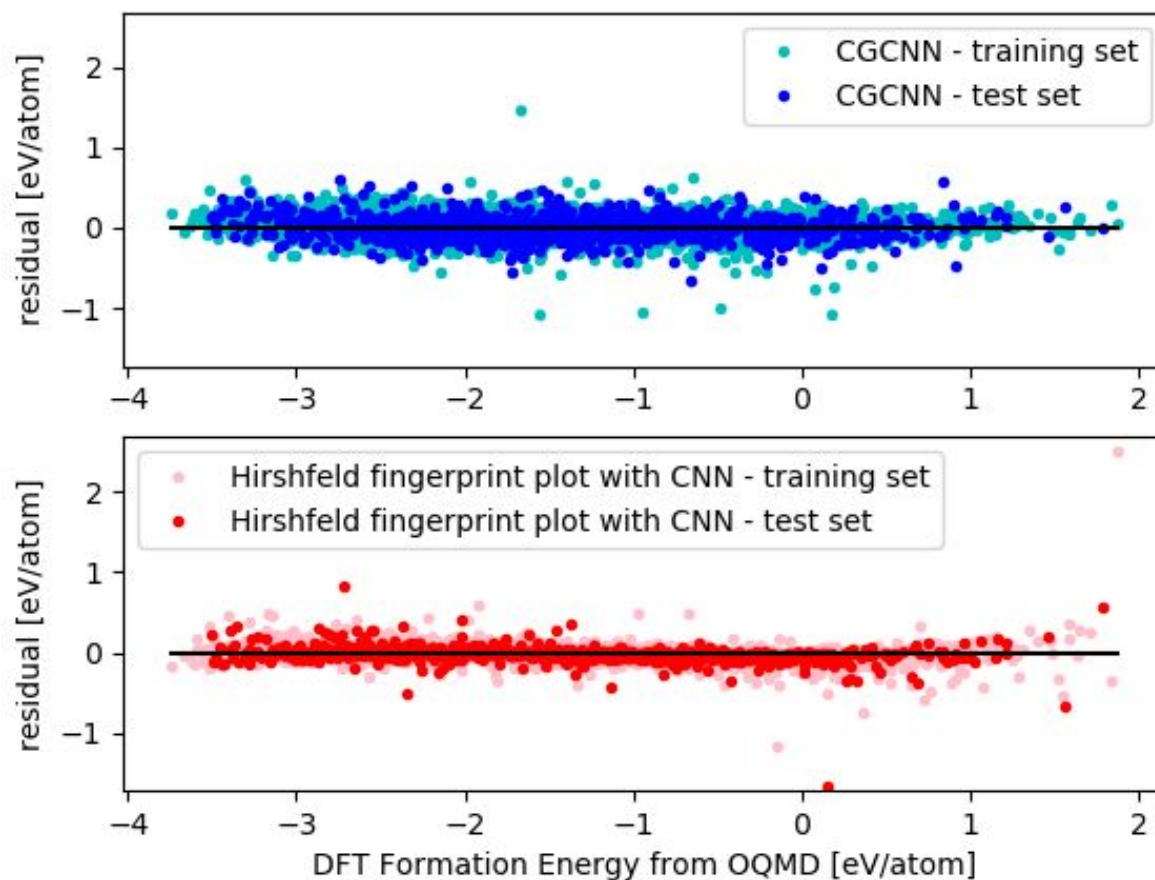 residual [eV/atom]
2
1
0
−1
CGCNN - training set
CGCNN - test set
−4 −3 −2 −1 0 1 2
residual [eV/atom]
2
1
0
−1
Hirshfeld fingerprint plot with CNN - training set
Hirshfeld fingerprint plot with CNN - test set
−4 −3 −2 −1 0 1 2
DFT Formation Energy from OQMD [eV/atom]